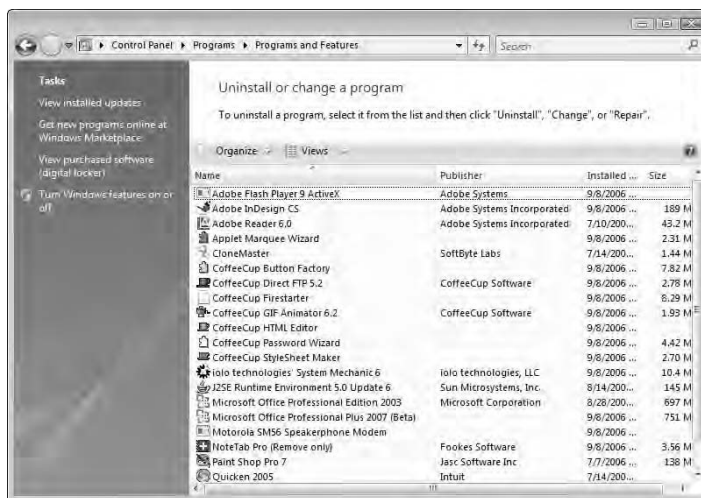 Control Panel ▸ Programs ▸ Programs and Features
Search
Tasks
View installed updates
Get new programs online at
Windows Marketplace
View purchased software
(digital locker)
Turn Windows features on or
off
Uninstall or change a program
To uninstall a program, select it from the list and then click "Uninstall", "Change", or "Repair".
Organize Views
Name Publisher Installed ... Size
Adobe Flash Player 9 ActiveX Adobe Systems 9/8/2006 ...
Adobe InDesign CS Adobe Systems Incorporated 9/8/2006 ... 189 M
Adobe Reader 6.0 Adobe Systems Incorporated 7/10/200... 43.2 M
Applet Marquee Wizard 9/8/2006 ... 2.31 M
CloneMaster SoftByte Labs 7/14/200... 1.44 M
CoffeeCup Button Factory 9/8/2006 ... 7.82 M
CoffeeCup Direct FTP 5.2 CoffeeCup Software 9/8/2006 ... 2.78 M
CoffeeCup Firestarter 9/8/2006 ... 8.29 M
CoffeeCup GIF Animator 6.2 CoffeeCup Software 9/8/2006 ... 1.93 M
CoffeeCup HTML Editor 9/8/2006 ...
CoffeeCup Password Wizard 9/8/2006 ... 4.42 M
CoffeeCup StyleSheet Maker 9/8/2006 ... 2.70 M
iolo technologies' System Mechanic 6 iolo technologies, LLC 9/8/2006 ... 10.4 M
J2SE Runtime Environment 5.0 Update 6 Sun Microsystems, Inc. 8/14/200... 145 M
Microsoft Office Professional Edition 2003 Microsoft Corporation 8/28/200... 697 M
Microsoft Office Professional Plus 2007 (Beta) 9/8/2006 ... 751 M
Motorola SM56 Speakerphone Modem 9/8/2006 ...
NoteTab Pro (Remove only) Fookes Software 9/8/2006 ... 3.56 M
Paint Shop Pro 7 Jasc Software Inc 7/7/2006 ... 138 M
Quicken 2005 Intuit 7/14/200...